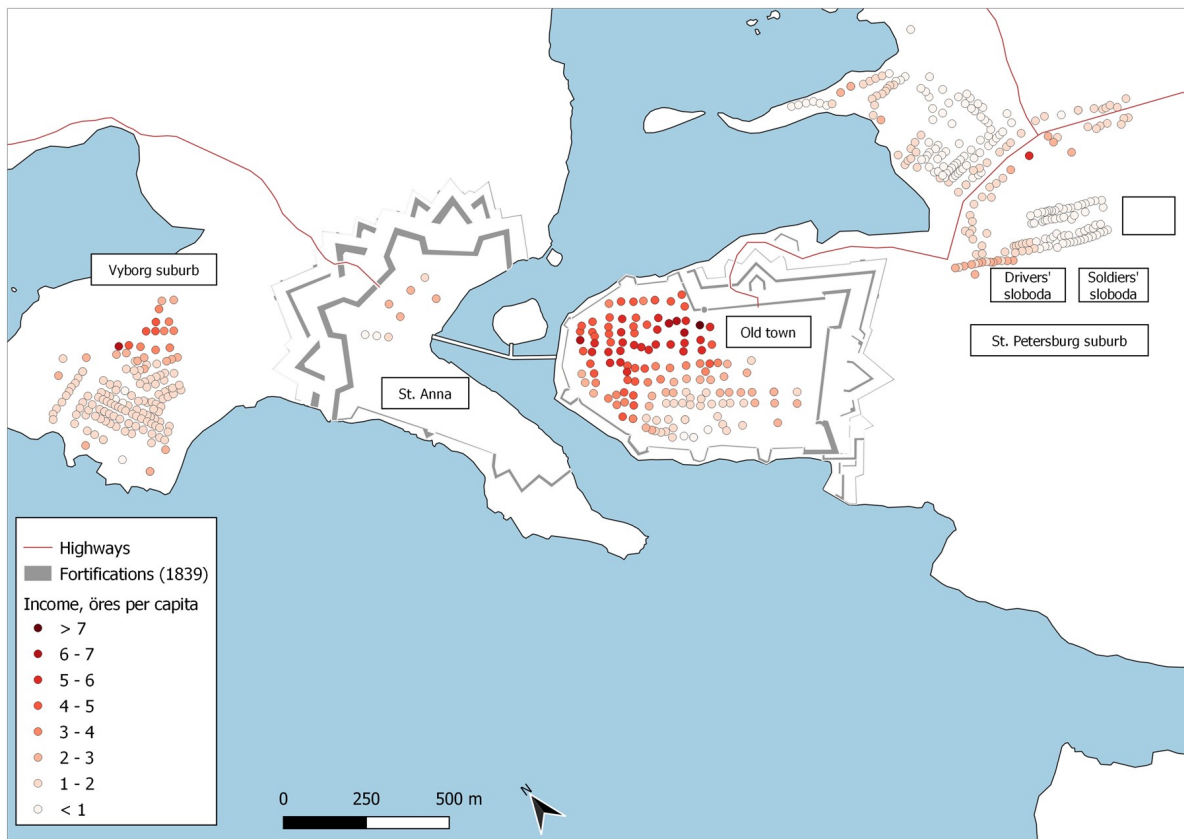 Vyborg suburb
St. Anna
Old town
Drivers'
sloboda
Soldiers'
sloboda
St. Petersburg suburb
Highways
Fortifications (1839)
Income, öres per capita
> 7
6 - 7
5 - 6
4 - 5
3 - 4
2 - 3
1 - 2
< 1
0 250 500 m
N